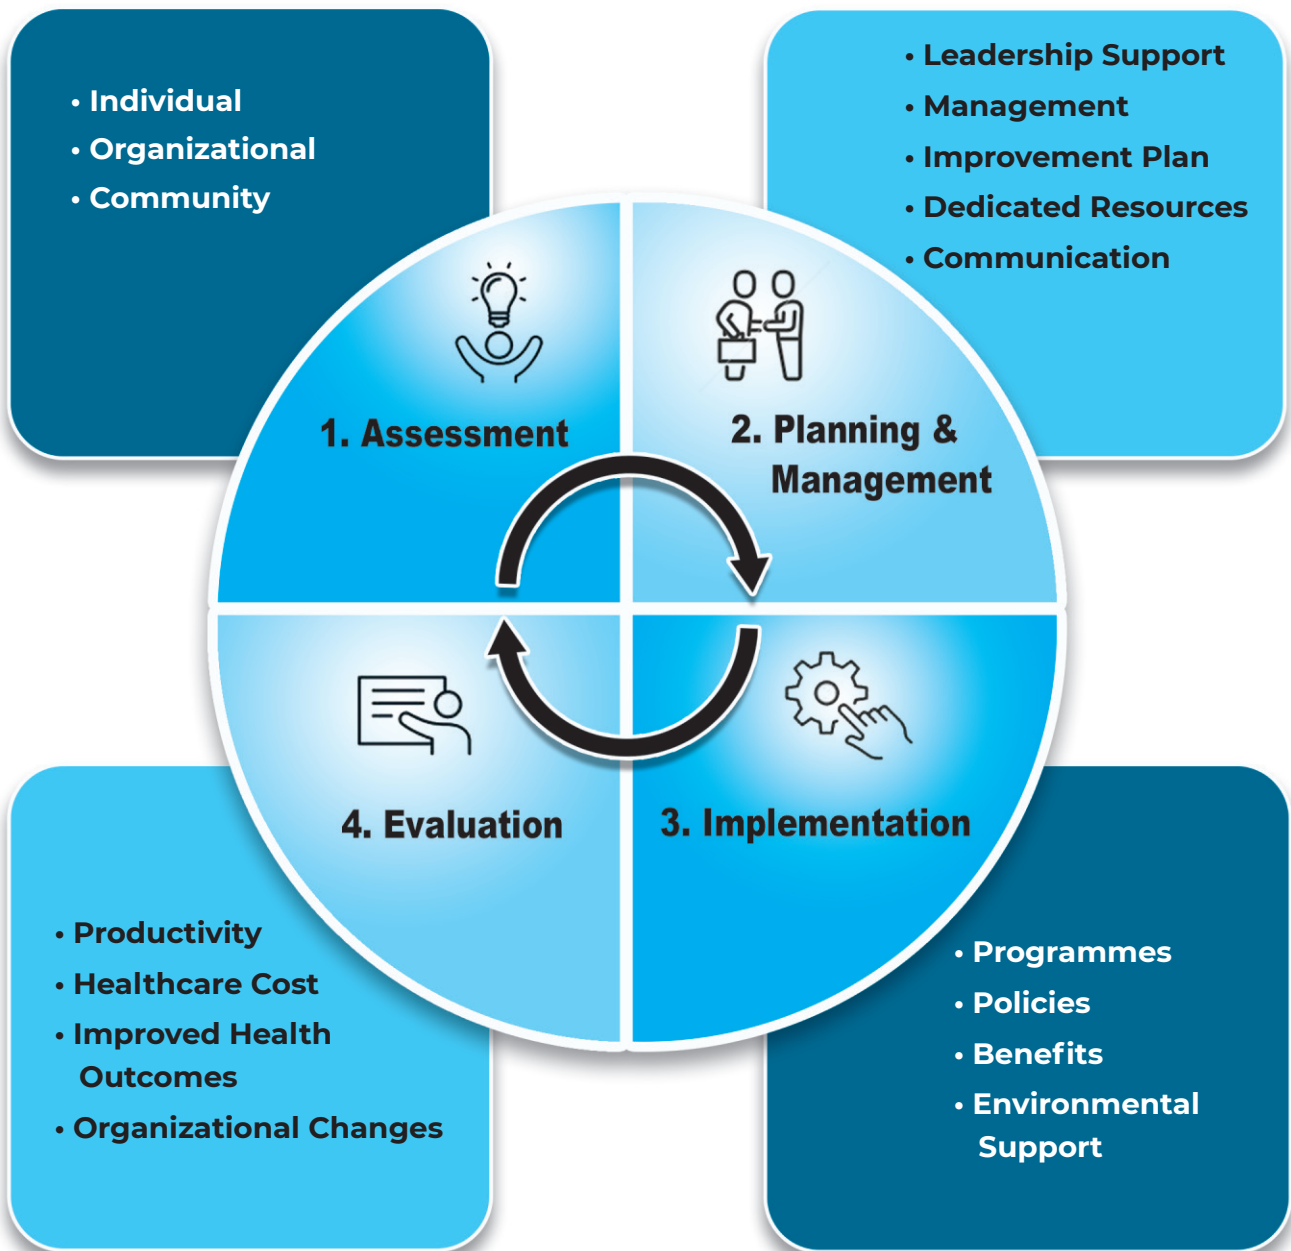 • Individual
• Organizational
• Community
• Leadership Support
• Management
• Improvement Plan
• Dedicated Resources
• Communication
1. Assessment
2. Planning &
Management
4. Evaluation
3. Implementation
• Productivity
• Healthcare Cost
• Improved Health
Outcomes
• Organizational Changes
• Programmes
• Policies
• Benefits
• Environmental
Support